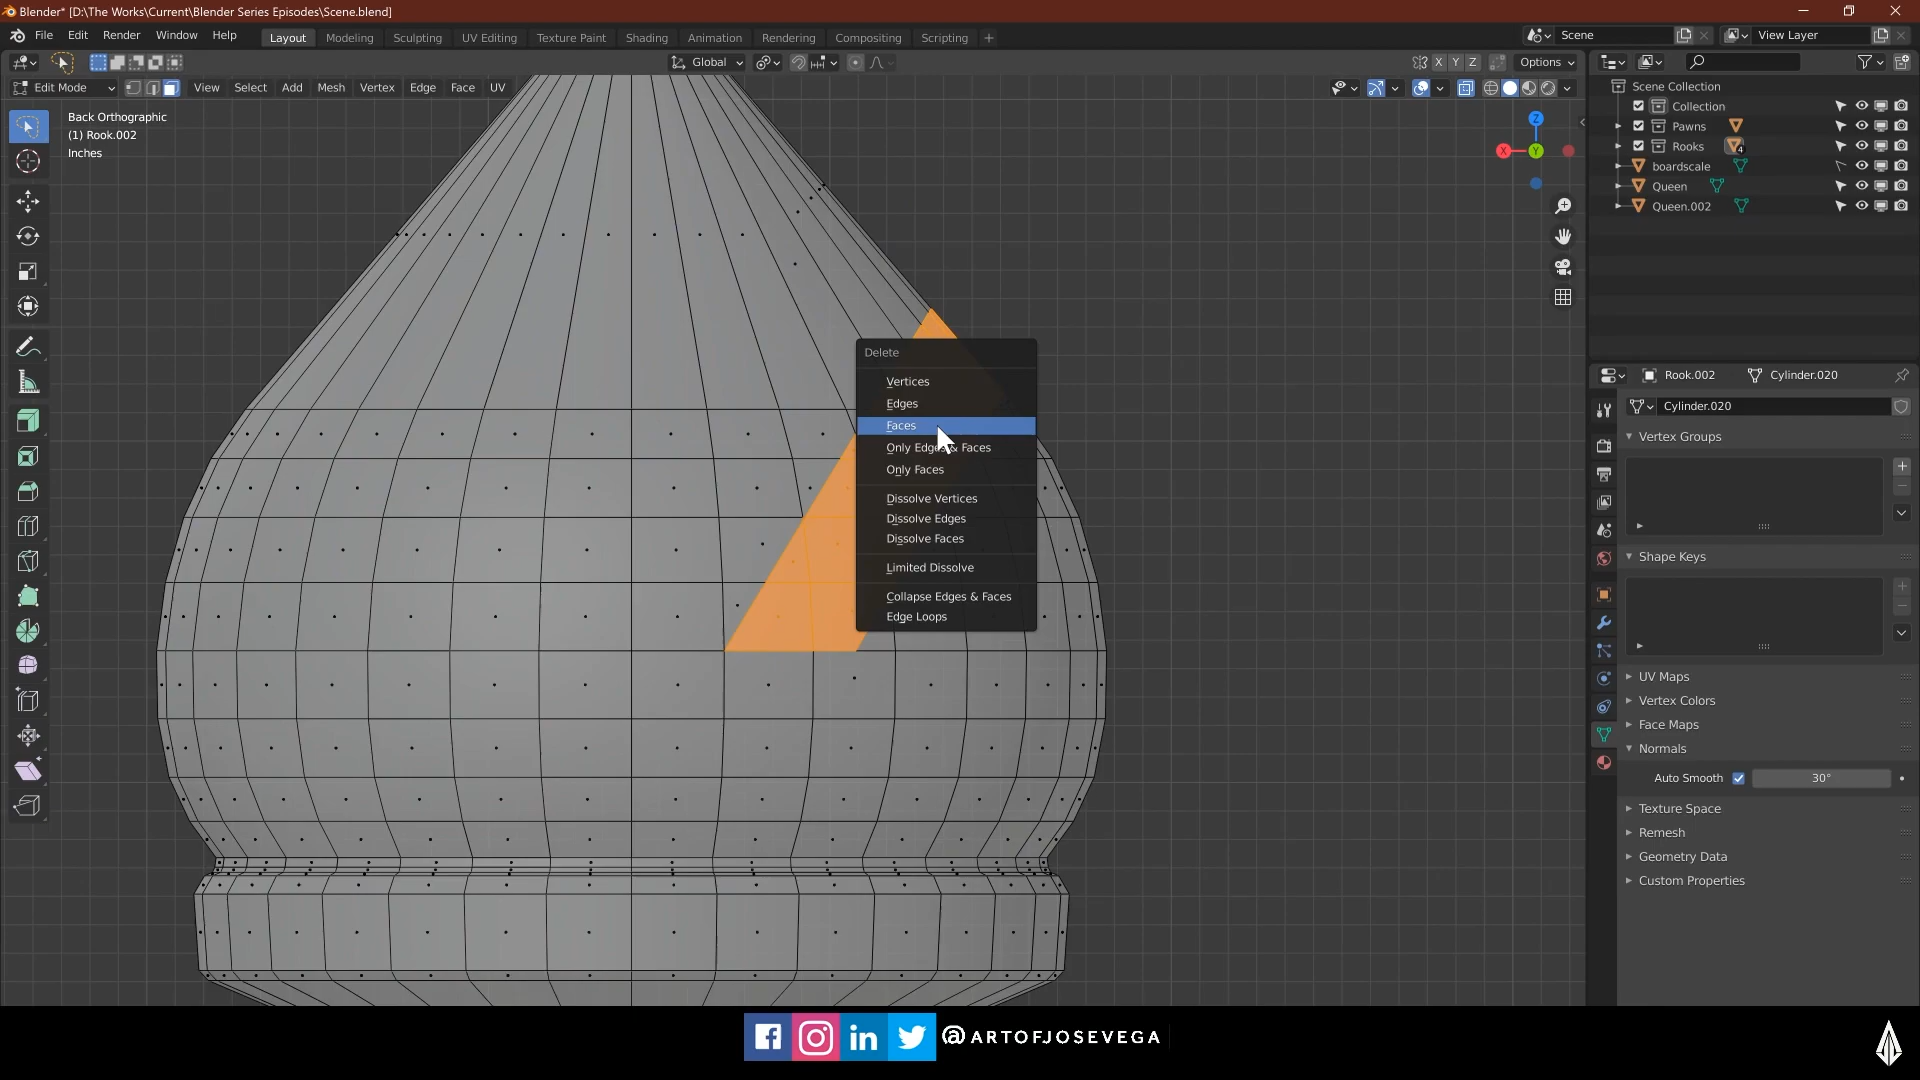 Blender* [D:\The Works\Current\Blender Series Episodes\Scene.blend]
File Edit Render Window Help Layout Modeling Sculpting UV Editing Texture Paint Shading Animation Rendering Compositing Scripting + Scene View Layer
Global X Y Z Options
Edit Mode View Select Add Mesh Vertex Edge Face UV
Back Orthographic
(1) Rook.002
Inches
Z
X
Y
Scene Collection
Collection
Pawns
Rooks 4
boardscale
Queen
Queen.002
Delete
Vertices
Edges
Faces
Only Edges & Faces
Only Faces
Dissolve Vertices
Dissolve Edges
Dissolve Faces
Limited Dissolve
Collapse Edges & Faces
Edge Loops
Rook.002 Cylinder.020
Cylinder.020
Vertex Groups
Shape Keys
UV Maps
Vertex Colors
Face Maps
Normals
Auto Smooth 30°
Texture Space
Remesh
Geometry Data
Custom Properties
@ARTOFJOSEVEGA